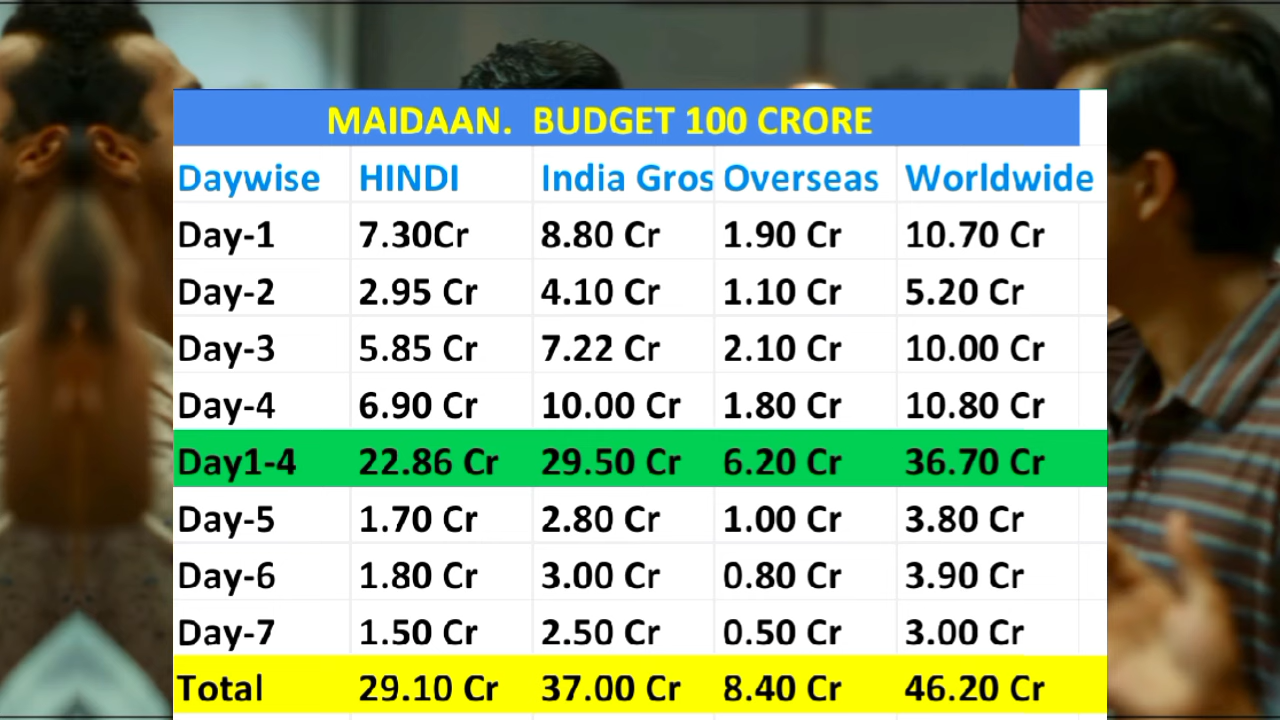 MAIDAAN. BUDGET 100 CRORE
Daywise HINDI India Gros Overseas Worldwide
Day-1 7.30Cr 8.80 Cr 1.90 Cr 10.70 Cr
Day-2 2.95 Cr 4.10 Cr 1.10 Cr 5.20 Cr
Day-3 5.85 Cr 7.22 Cr 2.10 Cr 10.00 Cr
Day-4 6.90 Cr 10.00 Cr 1.80 Cr 10.80 Cr
Day1-4 22.86 Cr 29.50 Cr 6.20 Cr 36.70 Cr
Day-5 1.70 Cr 2.80 Cr 1.00 Cr 3.80 Cr
Day-6 1.80 Cr 3.00 Cr 0.80 Cr 3.90 Cr
Day-7 1.50 Cr 2.50 Cr 0.50 Cr 3.00 Cr
Total 29.10 Cr 37.00 Cr 8.40 Cr 46.20 Cr